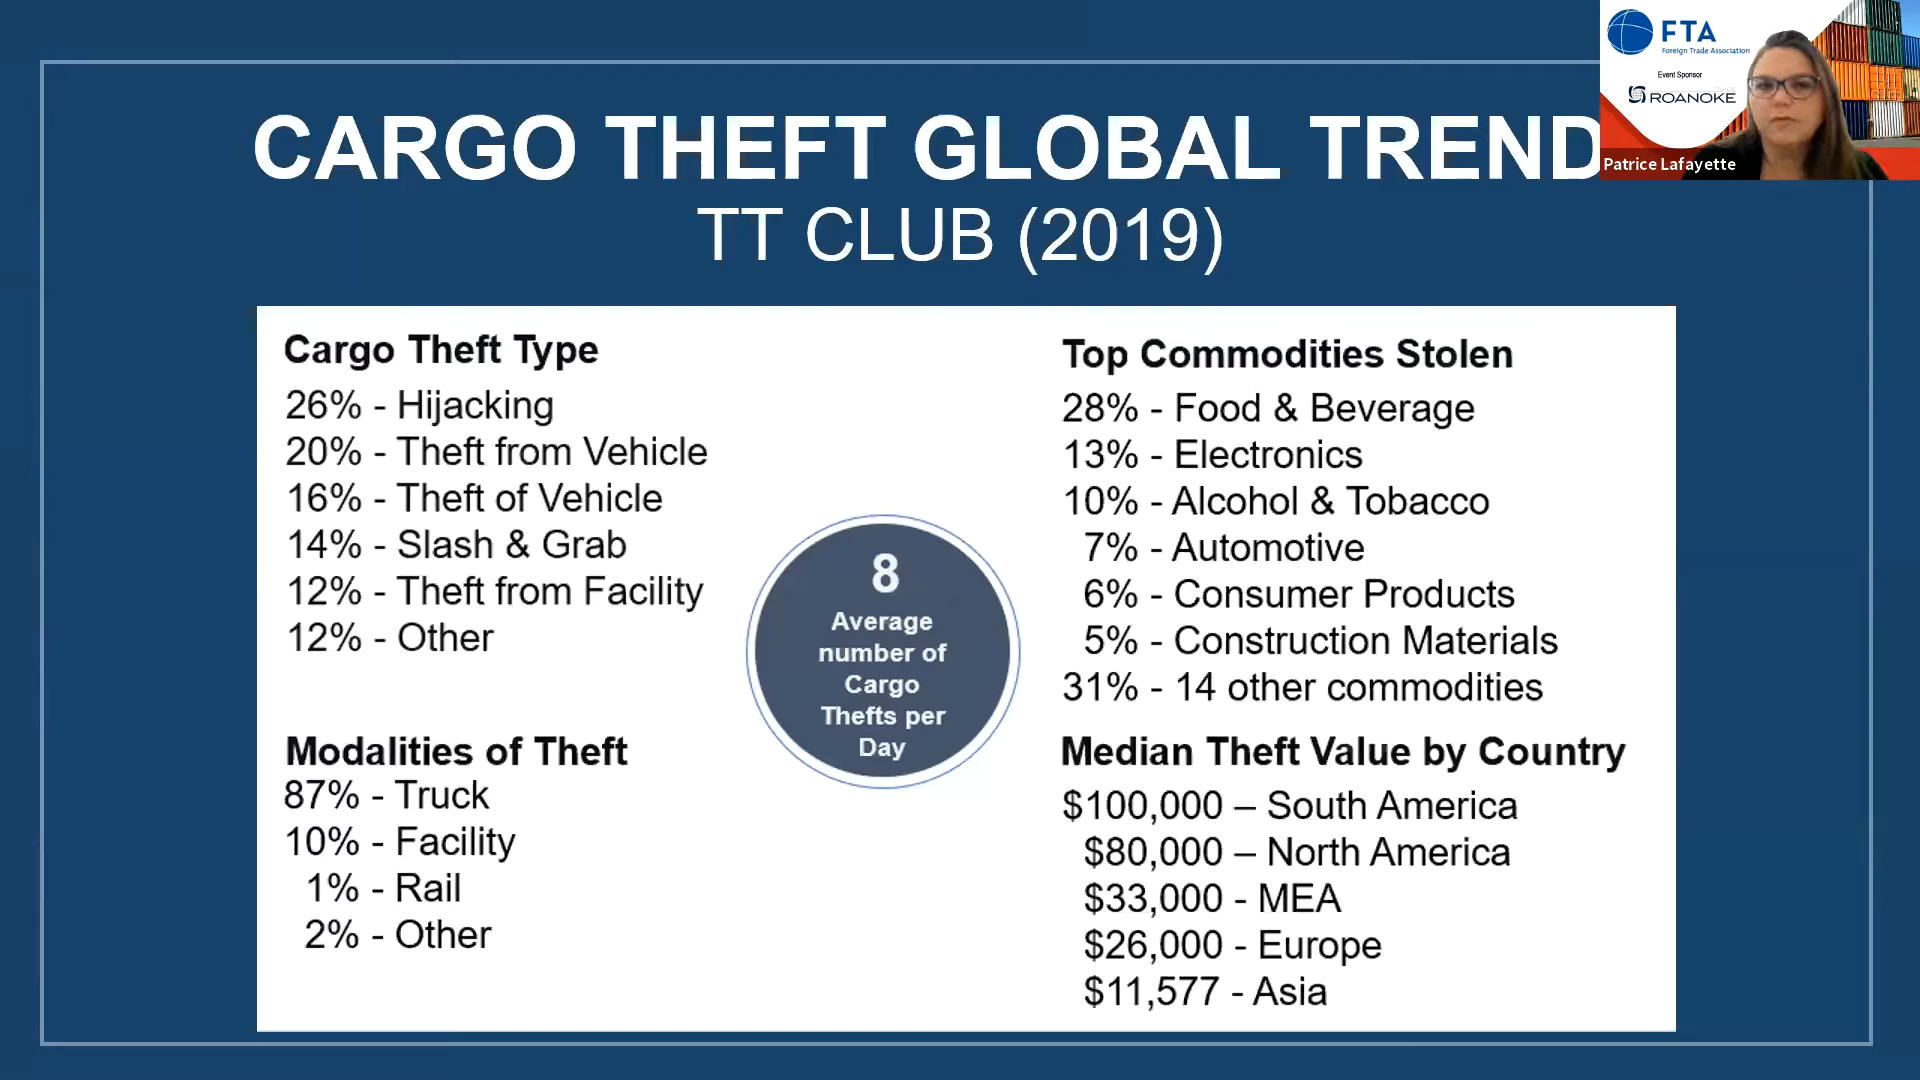 CARGO THEFT GLOBAL TREND
TT CLUB (2019)
FTA
Foreign Trade Association
Event Sponsor
ROANOKE
Patrice Lafayette
Cargo Theft Type
26% - Hijacking
20% - Theft from Vehicle
16% - Theft of Vehicle
14% - Slash & Grab
12% - Theft from Facility
12% - Other
Modalities of Theft
87% - Truck
10% - Facility
1% - Rail
2% - Other
8
Average
number of
Cargo
Thefts per
Day
Top Commodities Stolen
28% - Food & Beverage
13% - Electronics
10% - Alcohol & Tobacco
7% - Automotive
6% - Consumer Products
5% - Construction Materials
31% - 14 other commodities
Median Theft Value by Country
$100,000 – South America
$80,000 – North America
$33,000 - MEA
$26,000 - Europe
$11,577 - Asia